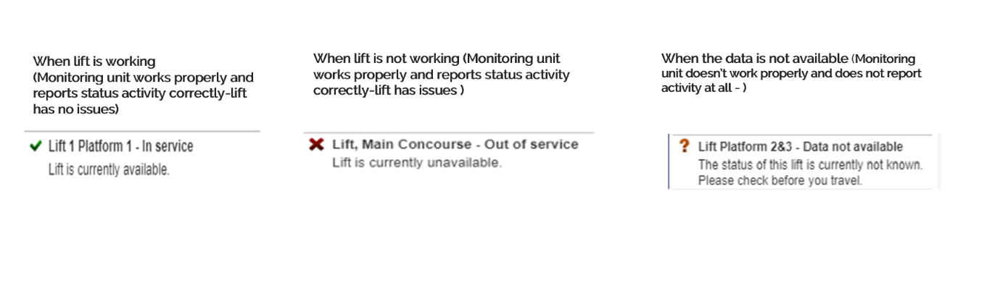 When lift is working
(Monitoring unit works properly and
reports status activity correctly-lift
has no issues)
Lift 1 Platform 1 - In service
Lift is currently available.
When lift is not working (Monitoring unit
works properly and reports status activity
correctly-lift has issues )
Lift, Main Concourse - Out of service
Lift is currently unavailable.
When the data is not available (Monitoring
unit doesn't work properly and does not report
activity at all - )
Lift Platform 2&3 - Data not available
The status of this lift is currently not known.
Please check before you travel.